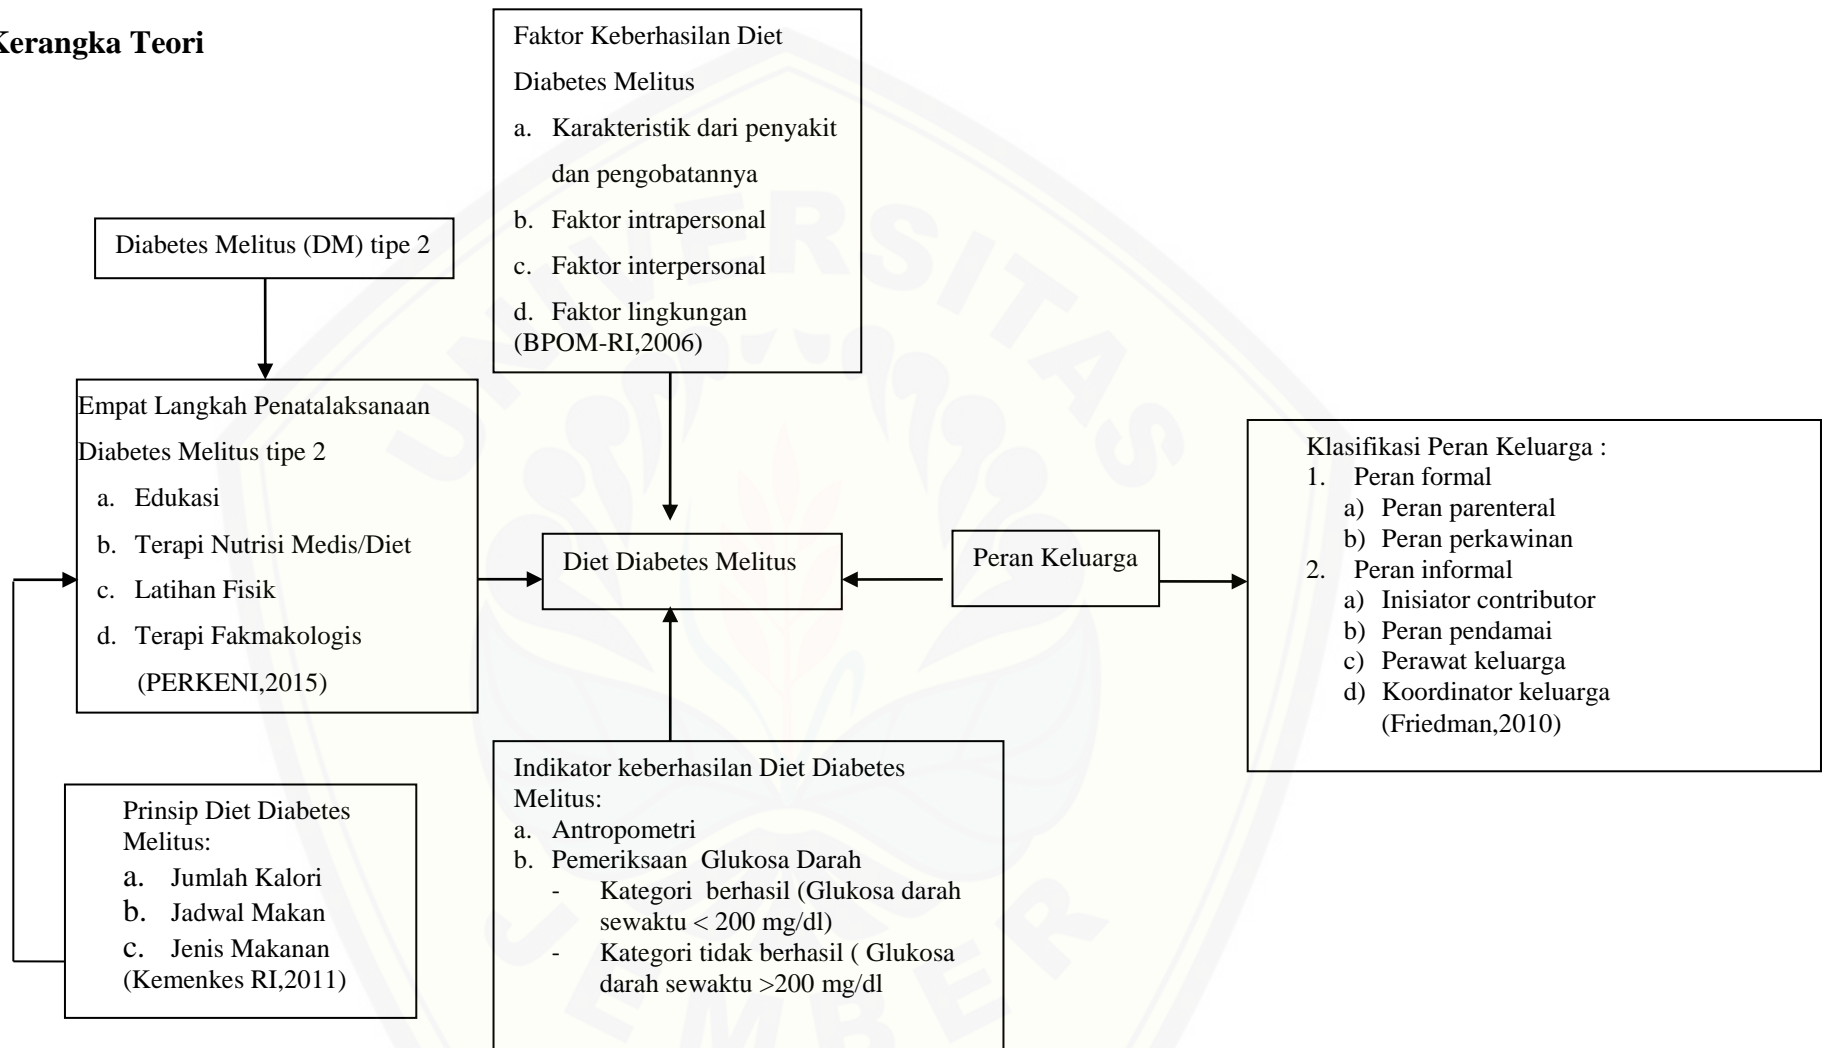 Kerangka Teori
Faktor Keberhasilan Diet
Diabetes Melitus
a. Karakteristik dari penyakit
dan pengobatannya
b. Faktor intrapersonal
c. Faktor interpersonal
d. Faktor lingkungan
(BPOM-RI,2006)
Diabetes Melitus (DM) tipe 2
Empat Langkah Penatalaksanaan
Diabetes Melitus tipe 2
a. Edukasi
b. Terapi Nutrisi Medis/Diet
c. Latihan Fisik
d. Terapi Fakmakologis
(PERKENI,2015)
Diet Diabetes Melitus
Peran Keluarga
Klasifikasi Peran Keluarga :
1. Peran formal
a) Peran parenteral
b) Peran perkawinan
2. Peran informal
a) Inisiator contributor
b) Peran pendamai
c) Perawat keluarga
d) Koordinator keluarga
(Friedman,2010)
Prinsip Diet Diabetes
Melitus:
a. Jumlah Kalori
b. Jadwal Makan
c. Jenis Makanan
(Kemenkes RI,2011)
Indikator keberhasilan Diet Diabetes
Melitus:
a. Antropometri
b. Pemeriksaan Glukosa Darah
- Kategori berhasil (Glukosa darah
sewaktu < 200 mg/dl)
- Kategori tidak berhasil ( Glukosa
darah sewaktu >200 mg/dl
UNIVERSITAS
JEMBER